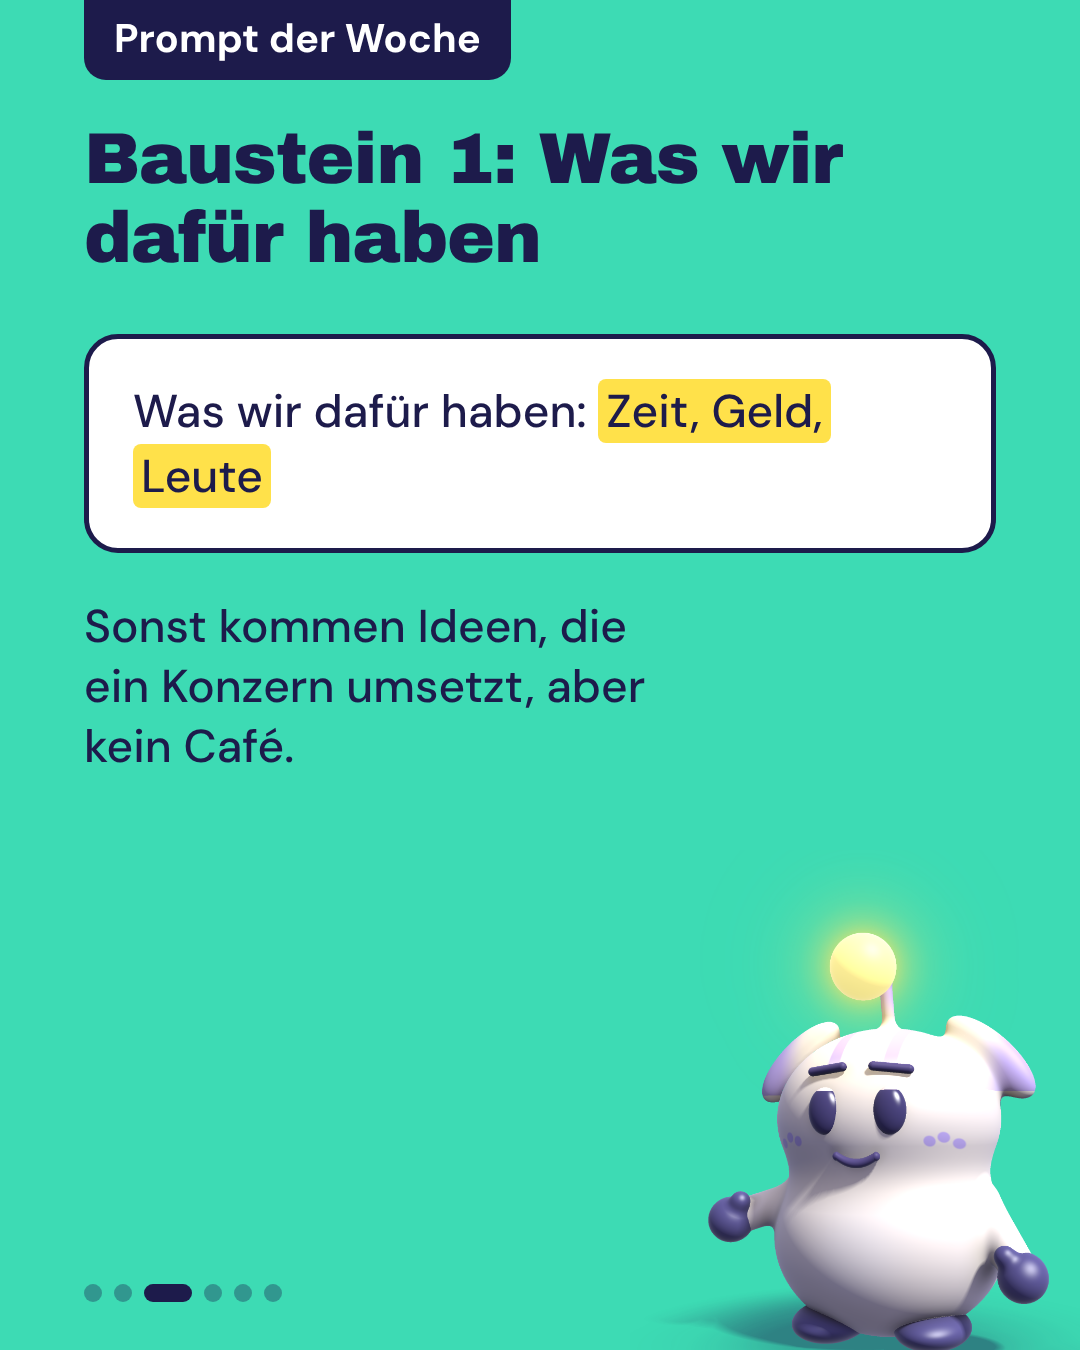 Prompt der Woche
Baustein 1: Was wir
dafür haben
Was wir dafür haben: Zeit, Geld,
Leute
Sonst kommen Ideen, die
ein Konzern umsetzt, aber
kein Café.